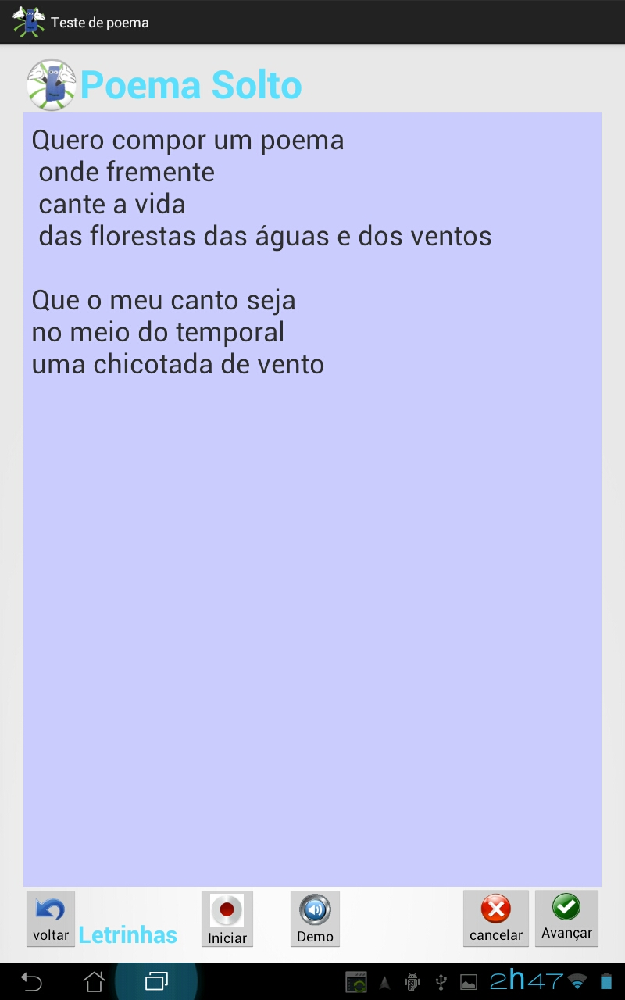 Teste de poema
Poema Solto
Quero compor um poema
onde fremente
cante a vida
das florestas das águas e dos ventos
Que o meu canto seja
no meio do temporal
uma chicotada de vento
voltar
Letrinhas
Iniciar
Demo
cancelar
Avançar
2h47